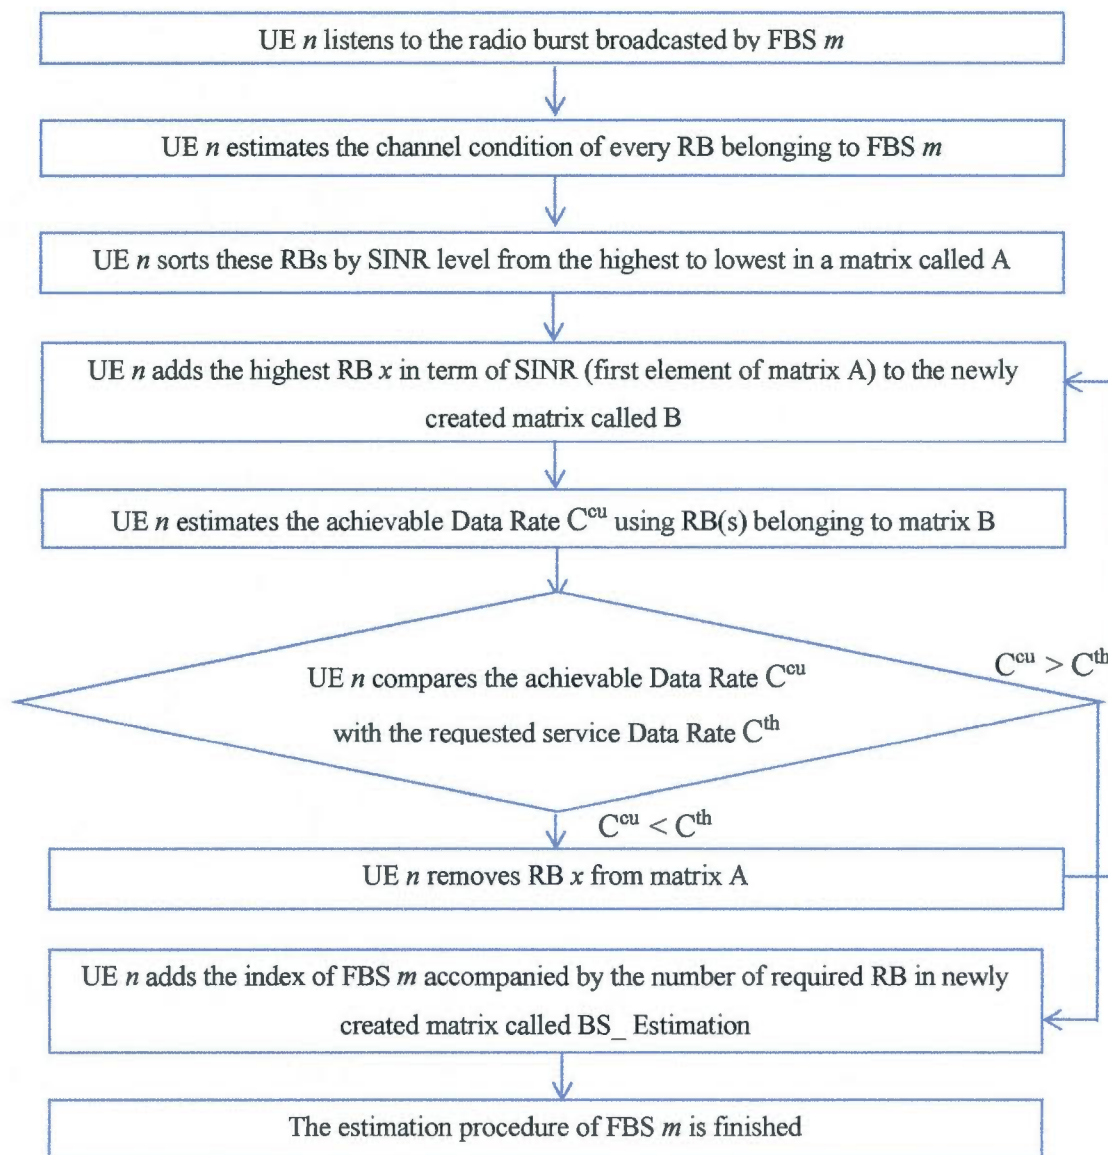 UE n listens to the radio burst broadcasted by FBS m
UE n estimates the channel condition of every RB belonging to FBS m
UE n sorts these RBs by SINR level from the highest to lowest in a matrix called A
UE n adds the highest RB x in term of SINR (first element of matrix A) to the newly
created matrix called B
UE n estimates the achievable Data Rate C^cu using RB(s) belonging to matrix B
C^cu > C^th
UE n compares the achievable Data Rate C^cu
with the requested service Data Rate C^th
C^cu < C^th
UE n removes RB x from matrix A
UE n adds the index of FBS m accompanied by the number of required RB in newly
created matrix called BS_ Estimation
The estimation procedure of FBS m is finished